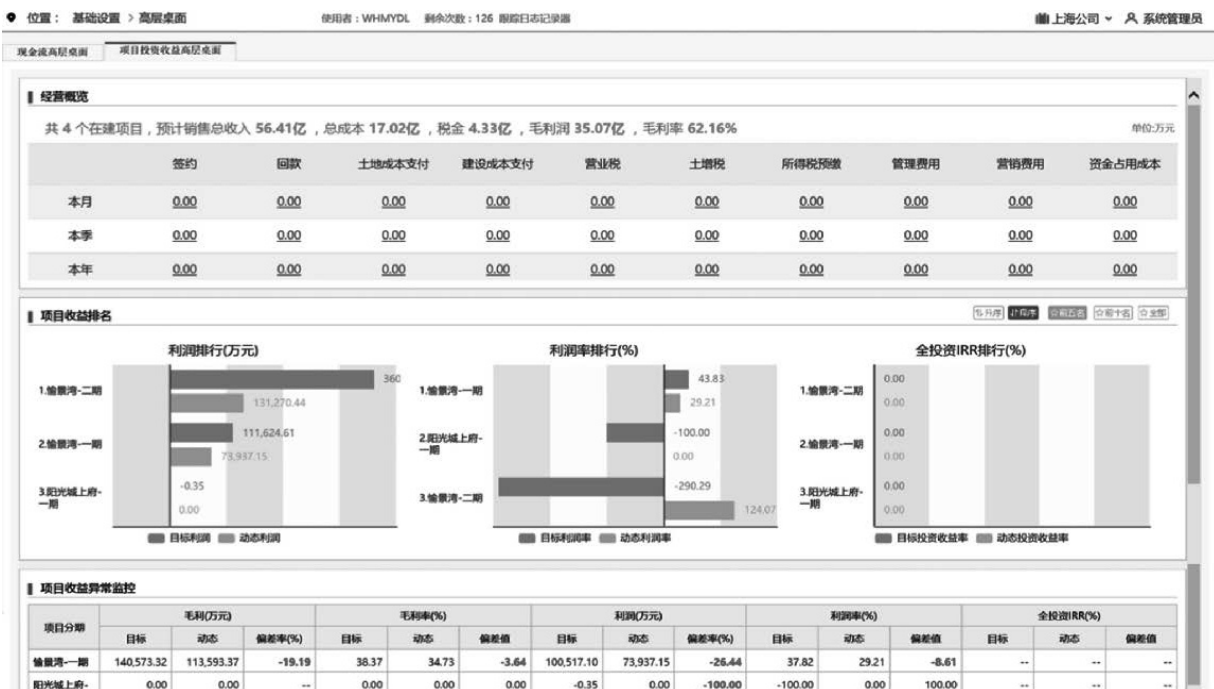 位置： 基础设置 > 高层桌面 使用者：WHMYDL 剩余次数：126 跟踪日志记录器 上海公司 系统管理员
现金流高层桌面 项目投资收益高层桌面
经营概览
共 4 个在建项目，预计销售总收入 56.41亿 ，总成本 17.02亿 ，税金 4.33亿 ，毛利润 35.07亿 ，毛利率 62.16% 单位:万元
签约 回款 土地成本支付 建设成本支付 营业税 土增税 所得税预缴 管理费用 营销费用 资金占用成本
本月 0.00 0.00 0.00 0.00 0.00 0.00 0.00 0.00 0.00 0.00
本季 0.00 0.00 0.00 0.00 0.00 0.00 0.00 0.00 0.00 0.00
本年 0.00 0.00 0.00 0.00 0.00 0.00 0.00 0.00 0.00 0.00
项目收益排名 升序 降序 ☆前五名 ☆前十名 ☆全部
利润排行(万元)
1.愉景湾-二期 360
131,270.44
2.愉景湾-一期 111,624.61
73,937.15
3.阳光城上府-
一期
-0.35
0.00
目标利润 动态利润
利润率排行(%)
1.愉景湾-一期 43.83
29.21
2.阳光城上府-
一期
-100.00
0.00
3.愉景湾-二期 -290.29
124.07
目标利润率 动态利润率
全投资IRR排行(%)
1.愉景湾-二期 0.00
0.00
2.愉景湾-一期 0.00
0.00
3.阳光城上府-
一期
0.00
0.00
目标投资收益率 动态投资收益率
项目收益异常监控
项目分期 毛利(万元) 毛利率(%) 利润(万元) 利润率(%) 全投资IRR(%)
目标 动态 偏差率(%) 目标 动态 偏差值 目标 动态 偏差率(%) 目标 动态 偏差值 目标 动态 偏差值
愉景湾-一期 140,573.32 113,593.37 -19.19 38.37 34.73 -3.64 100,517.10 73,937.15 -26.44 37.82 29.21 -8.61 -- -- --
阳光城上府- 0.00 0.00 -- 0.00 0.00 0.00 -0.35 0.00 -100.00 -100.00 0.00 100.00 -- -- --